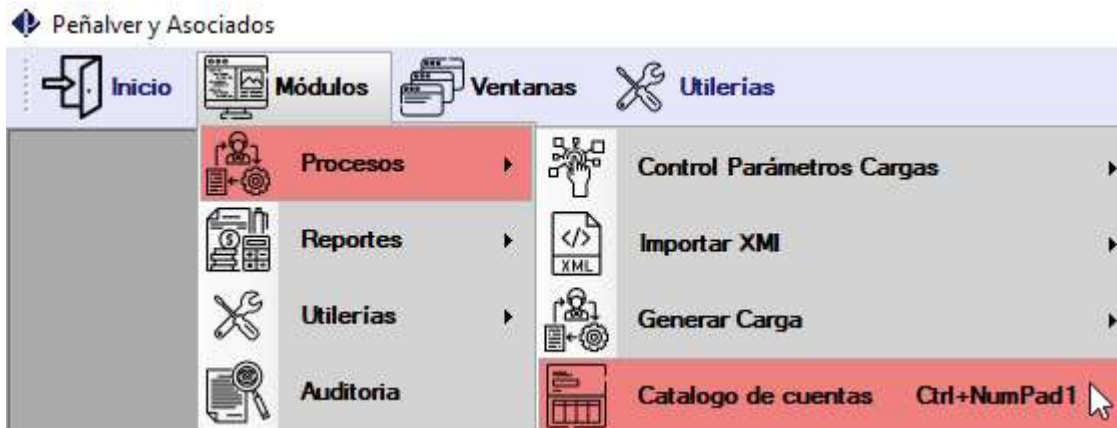 Peñalver y Asociados
Inicio Módulos Ventanas Utilerías
Procesos
Reportes
Utilerías
Auditoria
Control Parámetros Cargas
Importar XMl
XML
Generar Carga
Catalogo de cuentas Ctrl+NumPad1